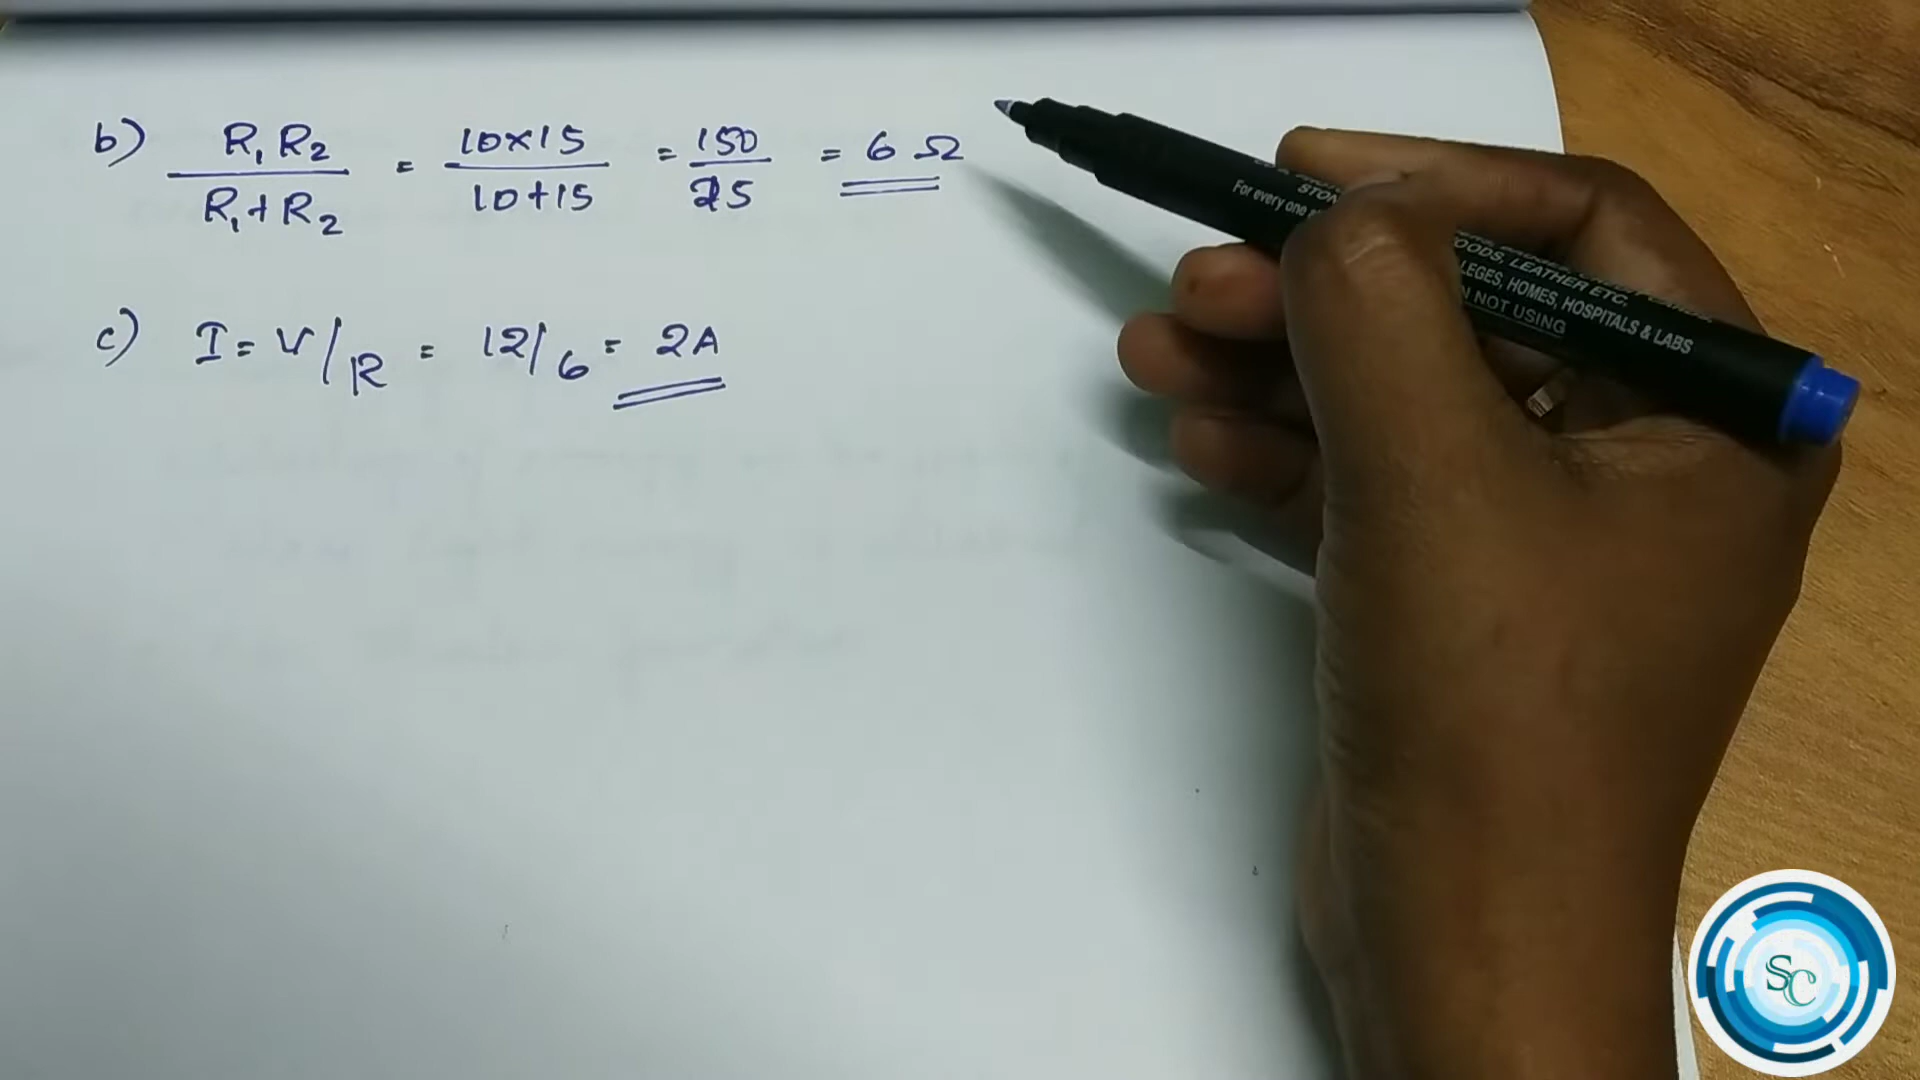 b) R₁R₂ / R₁+R₂ = 10×15 / 10+15 = 150 / 25 = 6 Ω
c) I = V/R = 12/6 = 2A
STON
For every one a
OODS, LEATHER ETC.
LEGES, HOMES, HOSPITALS & LABS
N NOT USING
SC